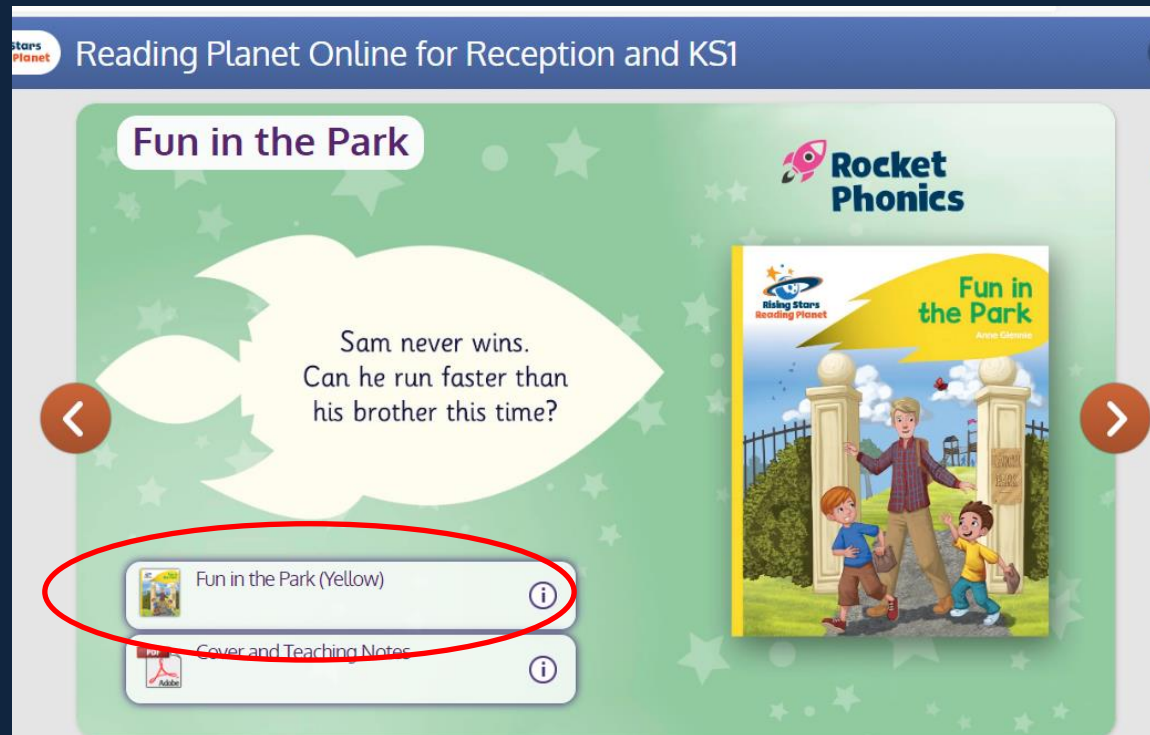 Stars
Planet
Reading Planet Online for Reception and KS1
Fun in the Park
Rocket
Phonics
Sam never wins.
Can he run faster than
his brother this time?
Rising Stars
Reading Planet
Fun in
the Park
Anne Glennie
Fun in the Park (Yellow)
i
Cover and Teaching Notes
i
Adobe